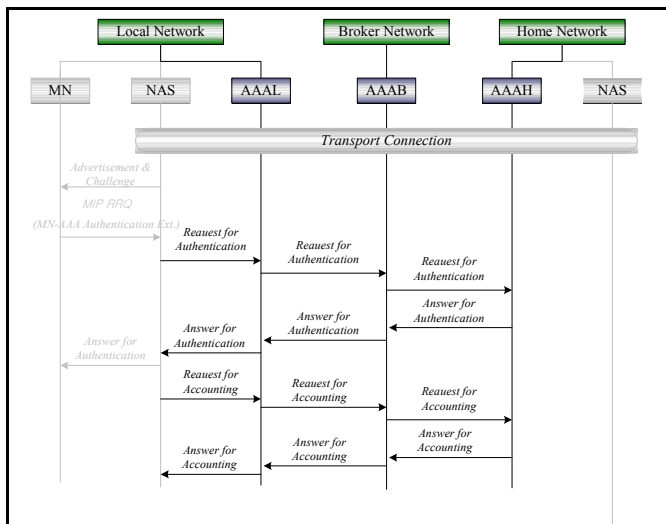 Local Network
Broker Network
Home Network
MN
NAS
AAAL
AAAB
AAAH
NAS
Transport Connection
Advertisement &
Challenge
MIP RRQ
(MN-AAA Authentication Ext.)
Reauest for
Authentication
Reauest for
Authentication
Reauest for
Authentication
Answer for
Authentication
Answer for
Authentication
Answer for
Authentication
Answer for
Authentication
Reauest for
Accounting
Reauest for
Accounting
Reauest for
Accounting
Answer for
Accounting
Answer for
Accounting
Answer for
Accounting